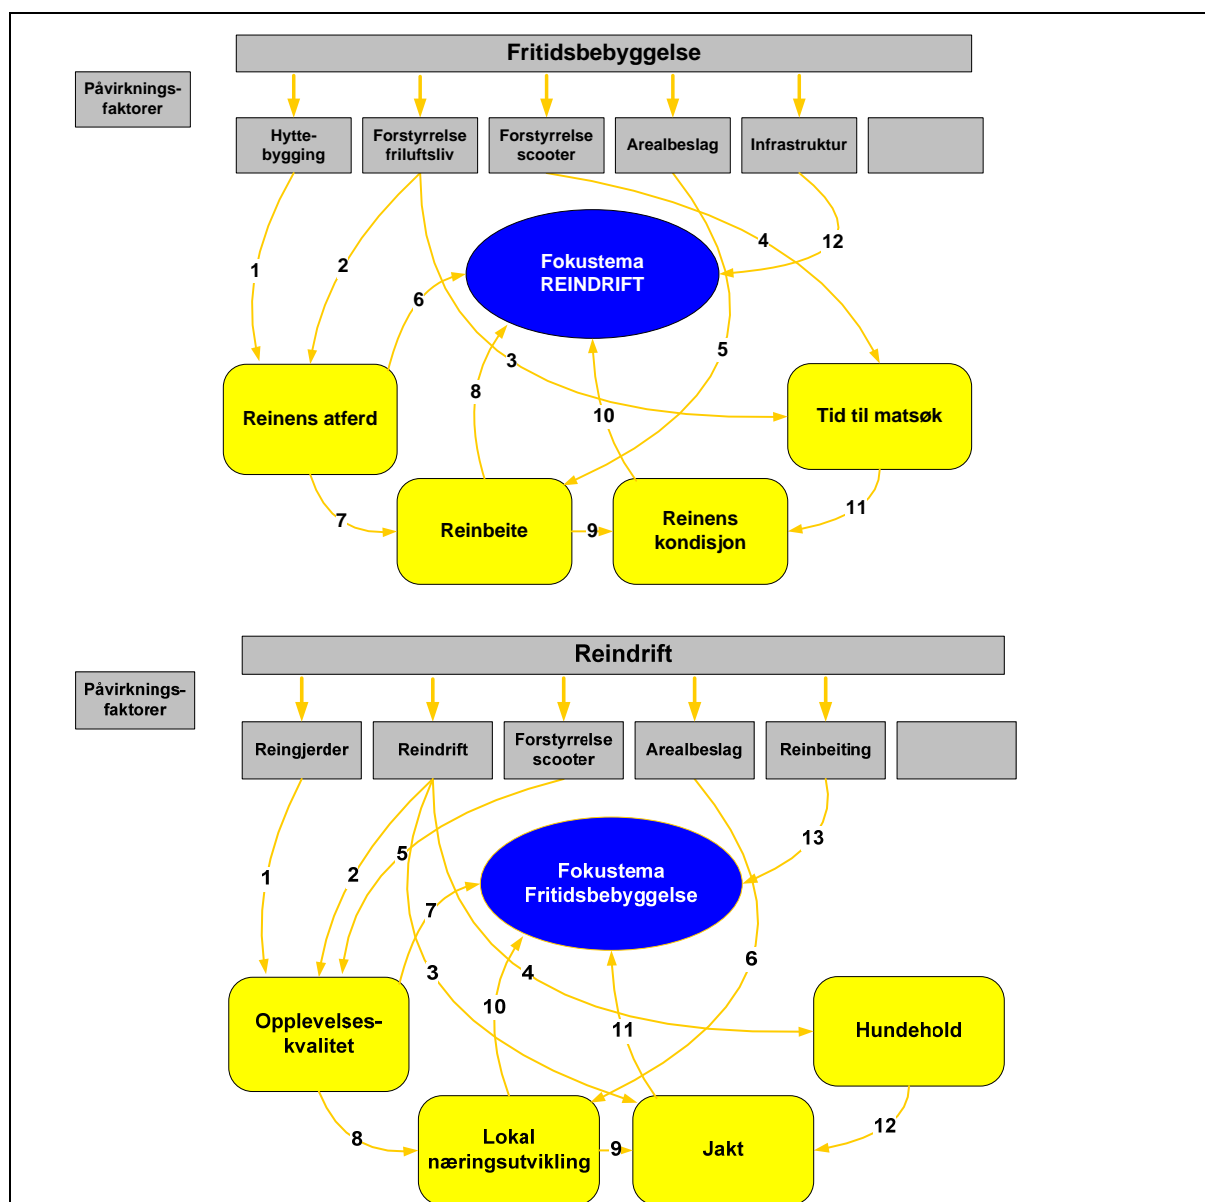 Fritidsbebyggelse
Påvirknings-
faktorer
Hytte-
bygging
Forstyrrelse
friluftsliv
Forstyrrelse
scooter
Arealbeslag
Infrastruktur
1
2
6
3
8
10
5
4
12
Fokustema
REINDRIFT
Reinens atferd
Tid til matsøk
7
Reinbeite
9
Reinens
kondisjon
11
Reindrift
Påvirknings-
faktorer
Reingjerder
Reindrift
Forstyrrelse
scooter
Arealbeslag
Reinbeiting
1
2
5
7
3
10
4
11
6
13
Fokustema
Fritidsbebyggelse
Opplevelses-
kvalitet
Hundehold
8
Lokal
næringsutvikling
9
Jakt
12